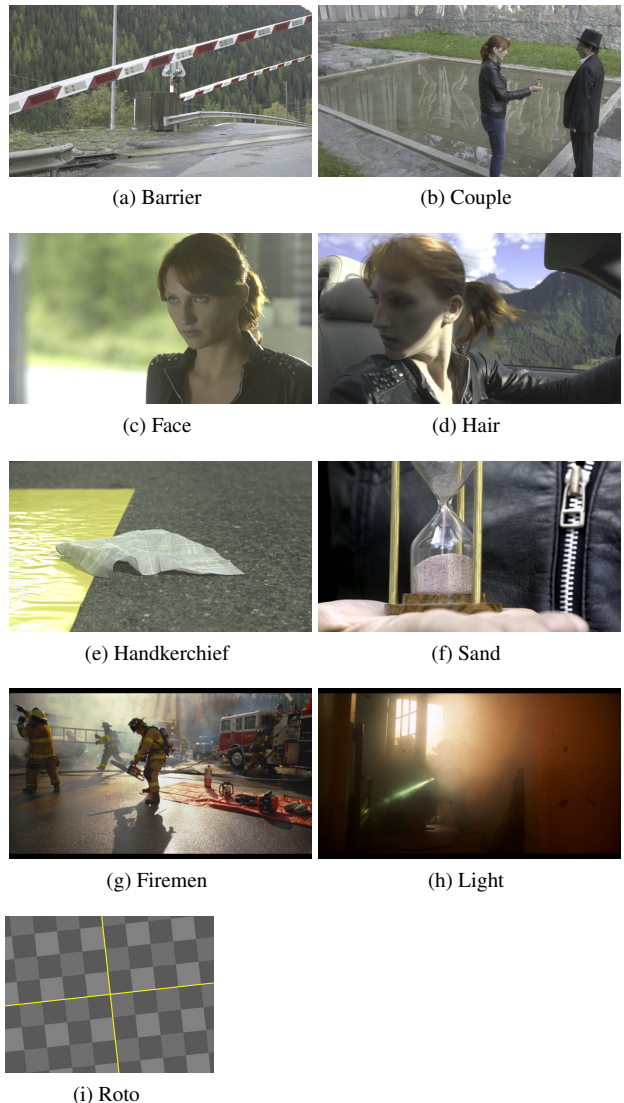 (a) Barrier
(b) Couple
(c) Face
(d) Hair
(e) Handkerchief
(f) Sand
(g) Firemen
(h) Light
(i) Roto